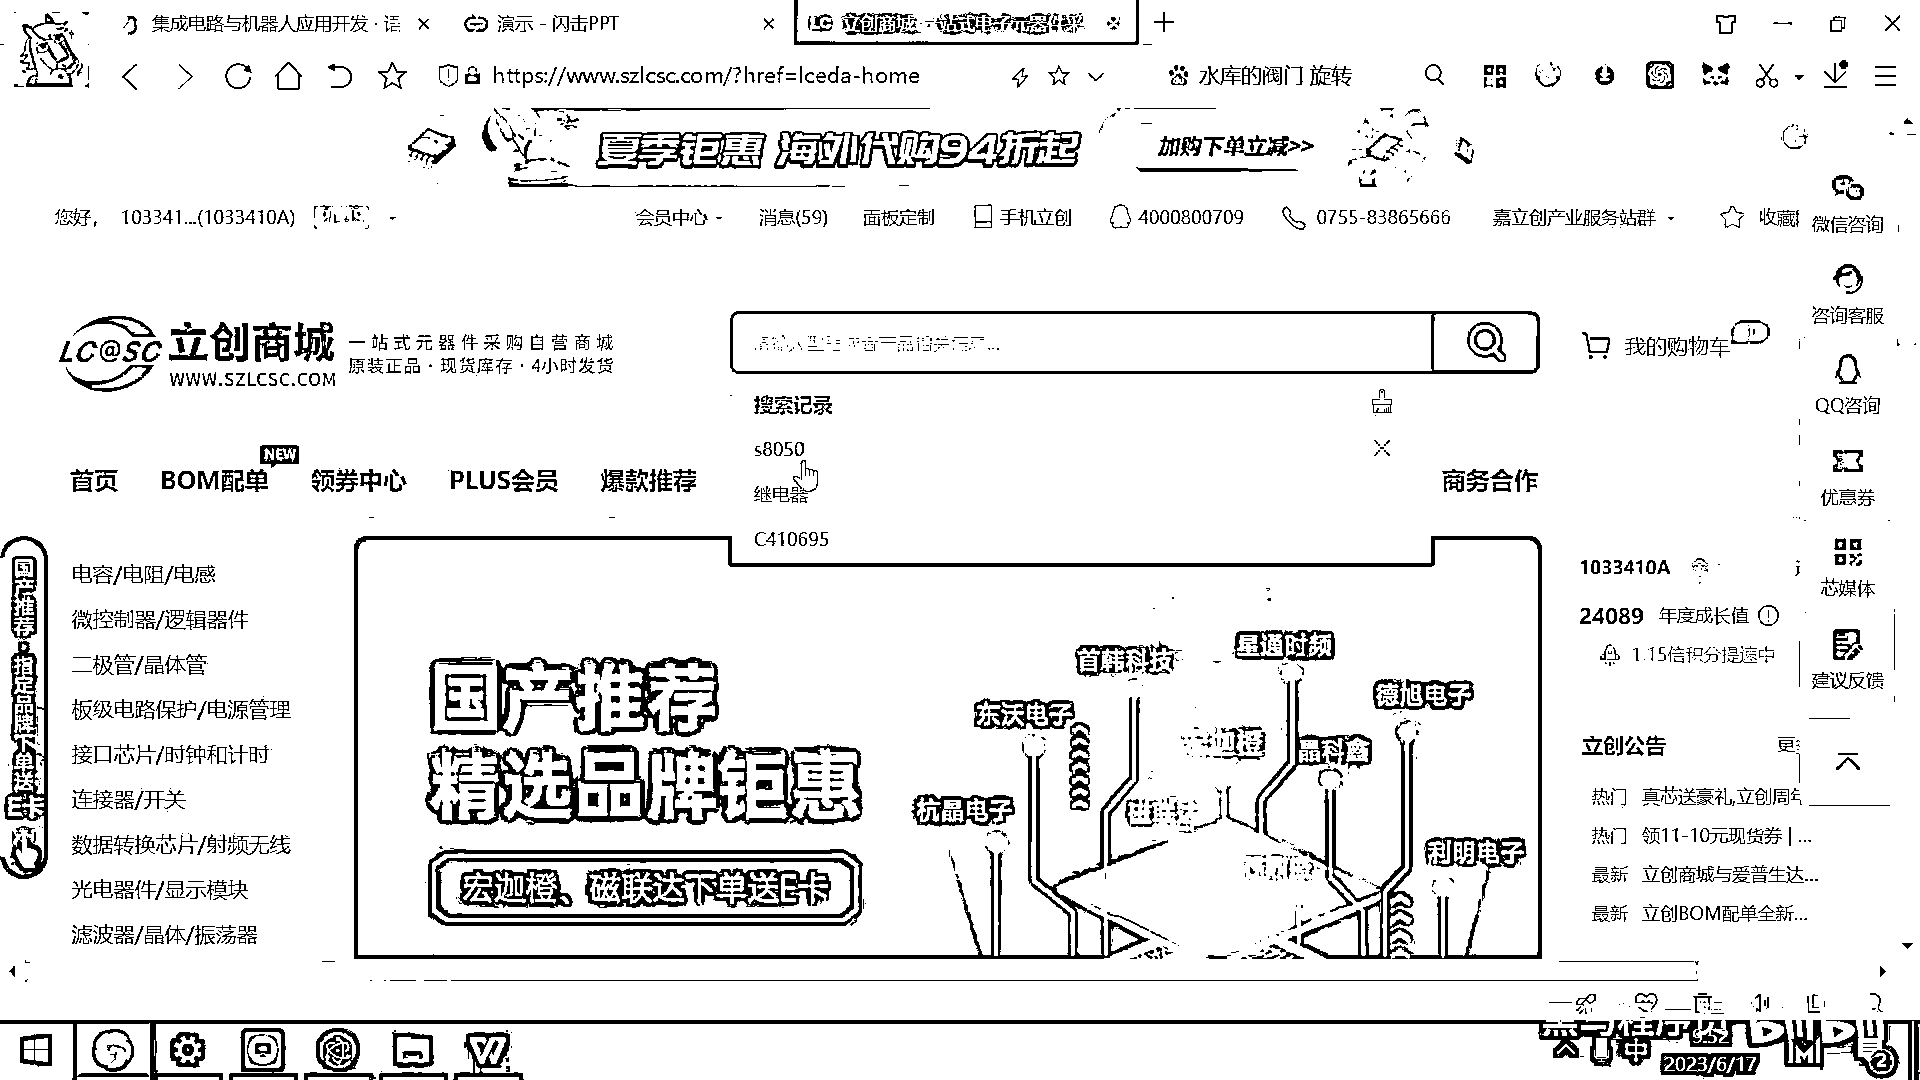 集成电路与机器人应用开发 · 语
演示 - 闪击PPT
立创商城 - 一站式电子元器件采
https://www.szlcsc.com/?href=lceda-home
水库的阀门 旋转
夏季钜惠 海外代购94折起
加购下单立减>>
您好， 103341...(1033410A)
会员中心
消息(59)
面板定制
手机立创
4000800709
0755-83865666
嘉立创产业服务站群
收藏
微信咨询
咨询客服
LC@SC 立创商城
WWW.SZLCSC.COM
一站式元器件采购自营商城
原装正品·现货库存·4小时发货
我的购物车
QQ咨询
搜索记录
s8050
继电器
C410695
首页
BOM配单
NEW
领券中心
PLUS会员
爆款推荐
商务合作
优惠券
芯媒体
建议反馈
国产推荐·指定品牌下单送E卡
电容/电阻/电感
微控制器/逻辑器件
二极管/晶体管
板级电路保护/电源管理
接口芯片/时钟和计时
连接器/开关
数据转换芯片/射频无线
光电器件/显示模块
滤波器/晶体/振荡器
国产推荐
精选品牌钜惠
宏迦橙、磁联达下单送E卡
首韩科技
星通时频
东沃电子
德旭电子
宏迦橙
晶科鑫
杭晶电子
磁联达
利明电子
1033410A
24089 年度成长值
1.15倍积分提速中
立创公告
热门 真芯送豪礼,立创周年
热门 领11-10元现货券 | ...
最新 立创商城与爱普生达...
最新 立创BOM配单全新...
中
9:52
2023/6/17
2